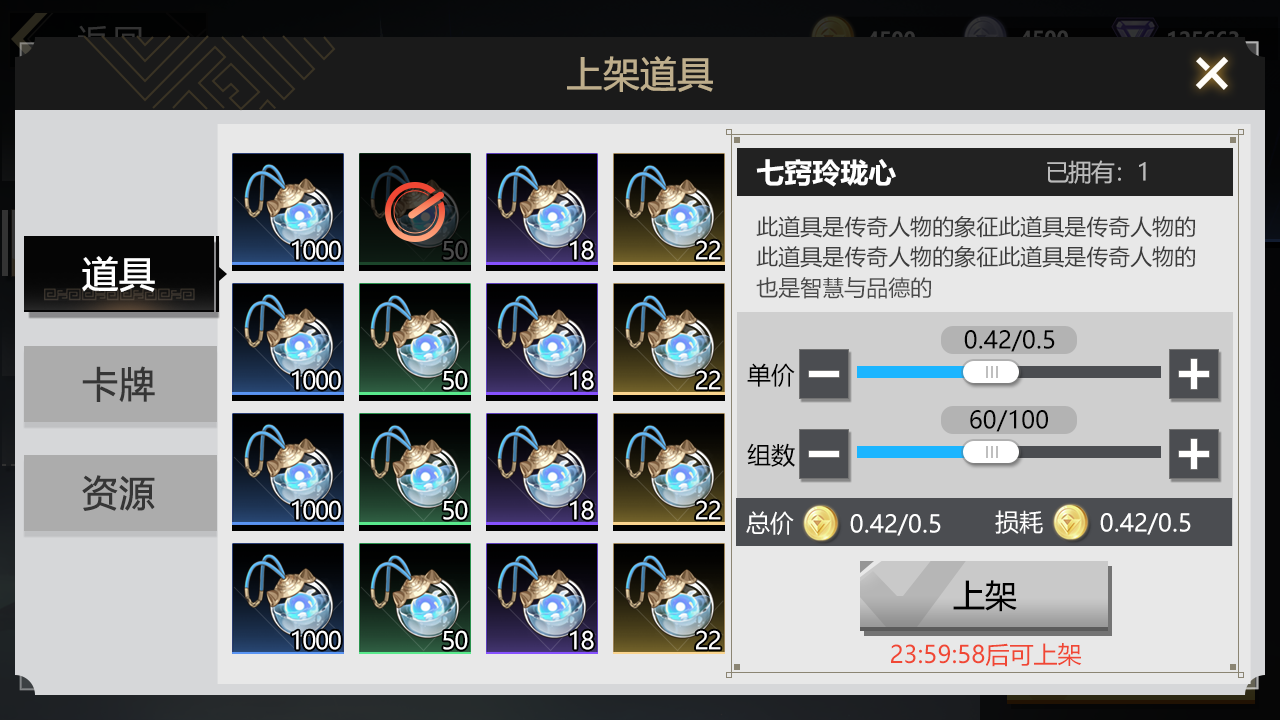 返回
4500
4500
125663
上架道具
道具
卡牌
资源
1000
50
18
22
1000
50
18
22
1000
50
18
22
1000
50
18
22
七窍玲珑心
已拥有：1
此道具是传奇人物的象征此道具是传奇人物的
此道具是传奇人物的象征此道具是传奇人物的
也是智慧与品德的
0.42/0.5
单价
60/100
组数
总价 0.42/0.5 损耗 0.42/0.5
上架
23:59:58后可上架